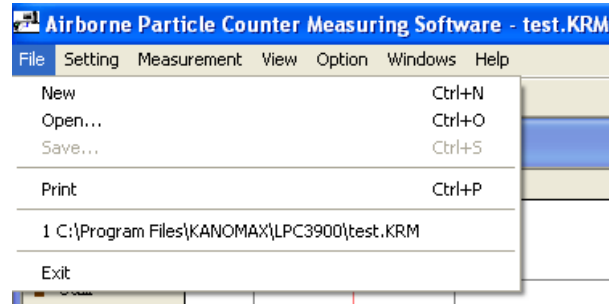 Airborne Particle Counter Measuring Software - test.KRM
File Setting Measurement View Option Windows Help
New Ctrl+N
Open... Ctrl+O
Save... Ctrl+S
Print Ctrl+P
1 C:\Program Files\KANOMAX\LPC3900\test.KRM
Exit